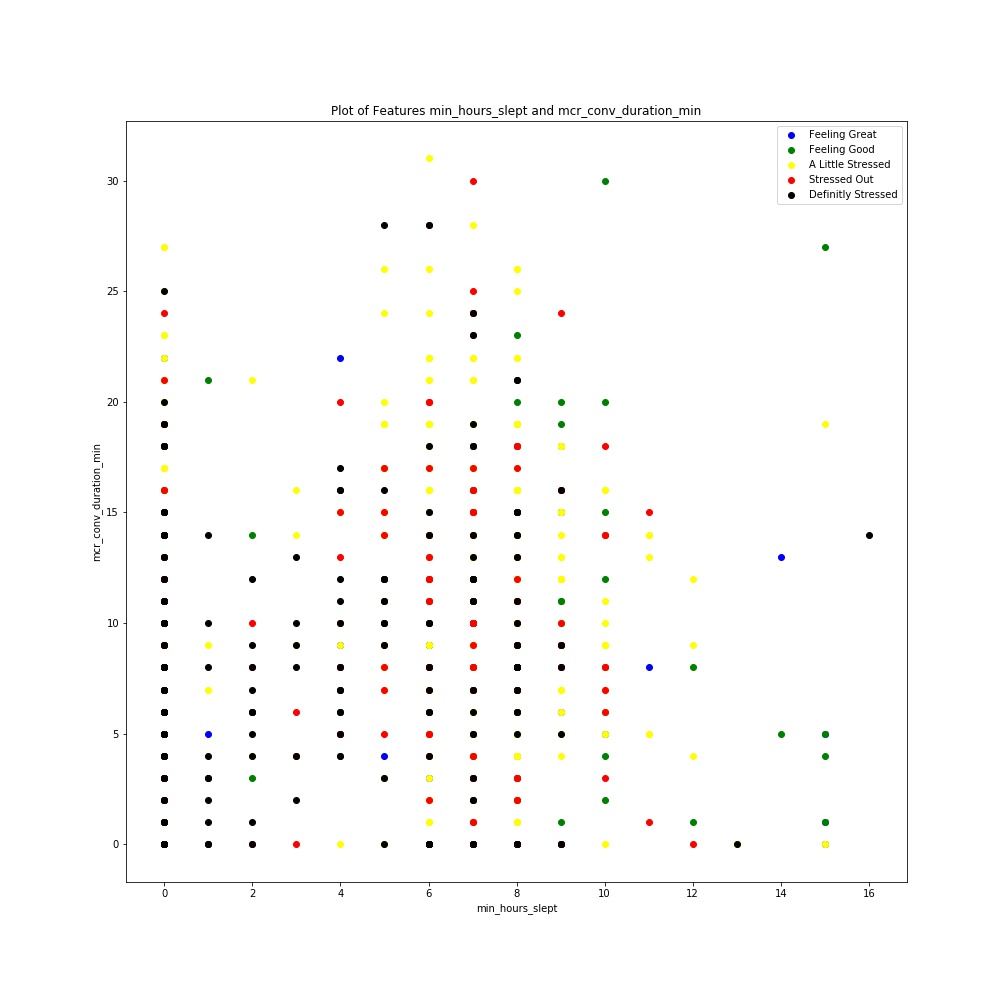 Plot of Features min_hours_slept and mcr_conv_duration_min
Feeling Great
Feeling Good
A Little Stressed
Stressed Out
Definitly Stressed
30
25
20
15
10
5
0
mcr_conv_duration_min
0 2 4 6 8 10 12 14 16
min_hours_slept